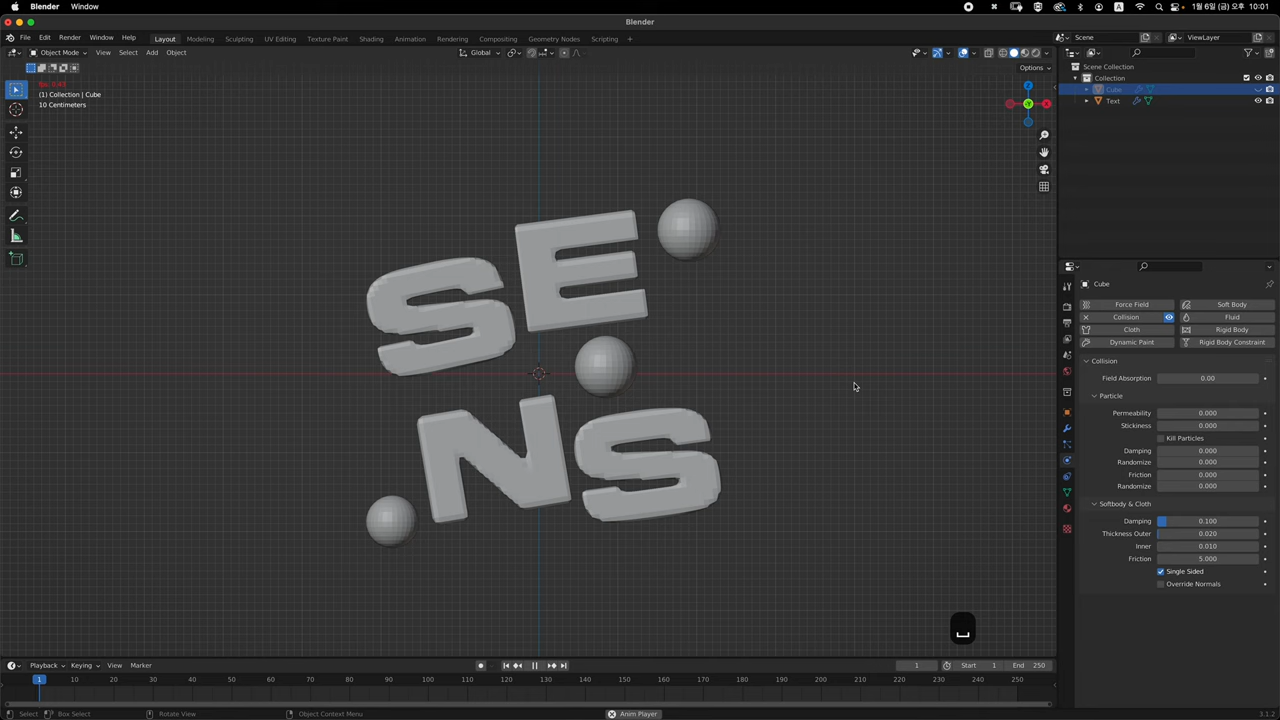 Blender Window A 1월 6일 (금) 오후 10:01
Blender
File Edit Render Window Help Layout Modeling Sculpting UV Editing Texture Paint Shading Animation Rendering Compositing Geometry Nodes Scripting + Scene ViewLayer
Object Mode View Select Add Object Global
Options
fps: 0.43
(1) Collection | Cube
10 Centimeters
Z
-Y
X
SE
NS
Scene Collection
Collection
Cube
Text
Cube
Force Field Soft Body
Collision Fluid
Cloth Rigid Body
Dynamic Paint Rigid Body Constraint
Collision
Field Absorption 0.00
Particle
Permeability 0.000
Stickiness 0.000
Kill Particles
Damping 0.000
Randomize 0.000
Friction 0.000
Randomize 0.000
Softbody & Cloth
Damping 0.100
Thickness Outer 0.020
Inner 0.010
Friction 5.000
Single Sided
Override Normals
Playback Keying View Marker 1 Start 1 End 250
1 10 20 30 40 50 60 70 80 90 100 110 120 130 140 150 160 170 180 190 200 210 220 230 240 250
Select Box Select Rotate View Object Context Menu Anim Player 3.1.2